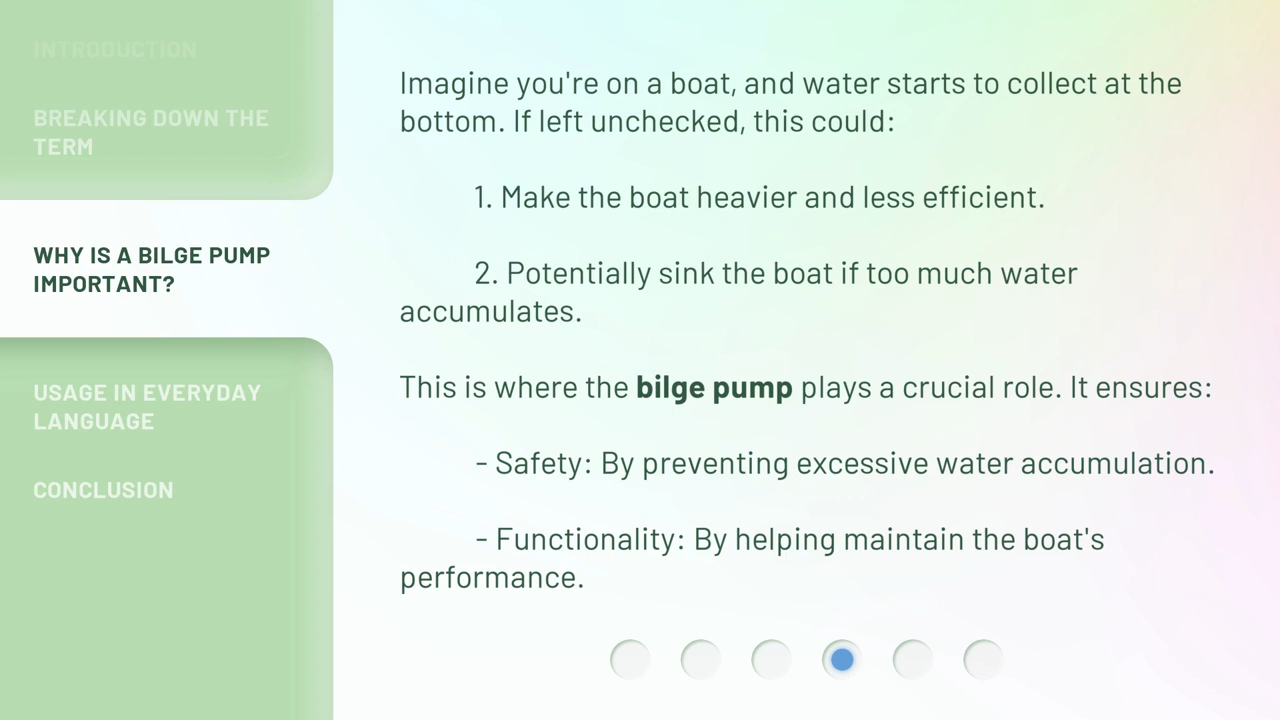 INTRODUCTION
BREAKING DOWN THE
TERM
WHY IS A BILGE PUMP
IMPORTANT?
USAGE IN EVERYDAY
LANGUAGE
CONCLUSION
Imagine you're on a boat, and water starts to collect at the
bottom. If left unchecked, this could:
1. Make the boat heavier and less efficient.
2. Potentially sink the boat if too much water
accumulates.
This is where the bilge pump plays a crucial role. It ensures:
- Safety: By preventing excessive water accumulation.
- Functionality: By helping maintain the boat's
performance.